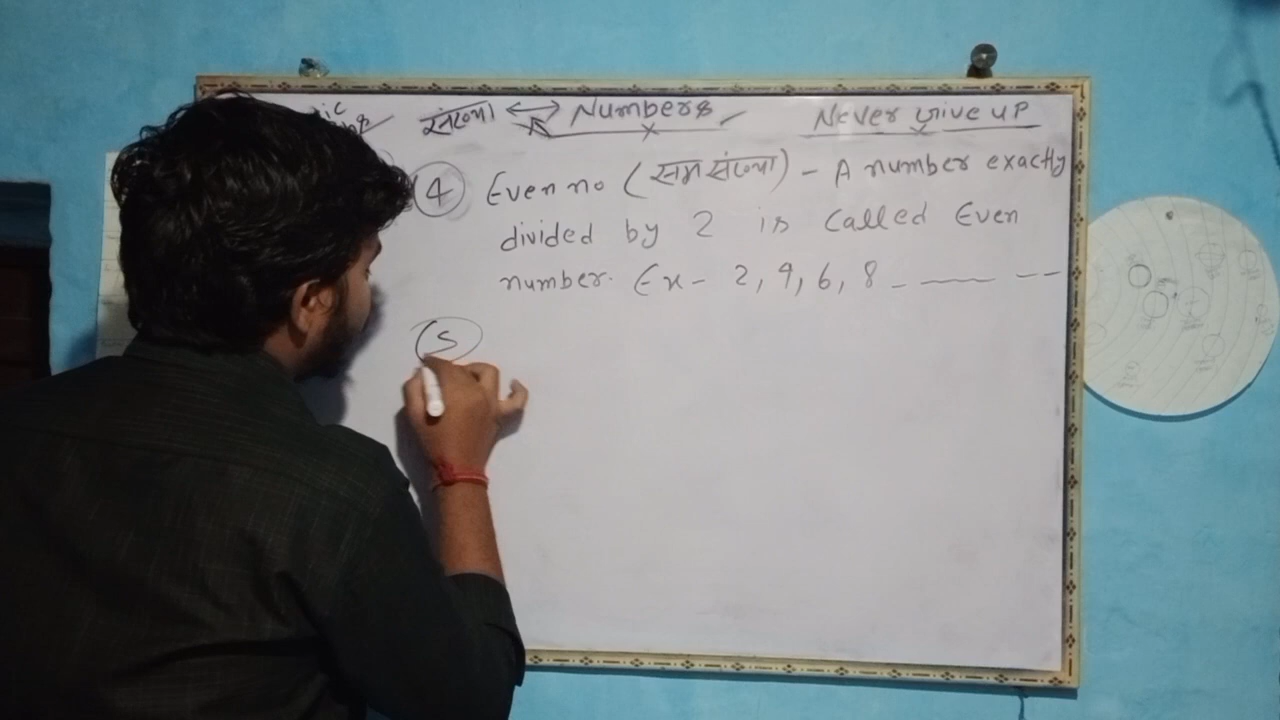 संख्या ↔ Numbers Never give up
4 Even no (सम संख्या) - A number exactly
divided by 2 is called Even
number. Ex- 2, 4, 6, 8 - —— --
5